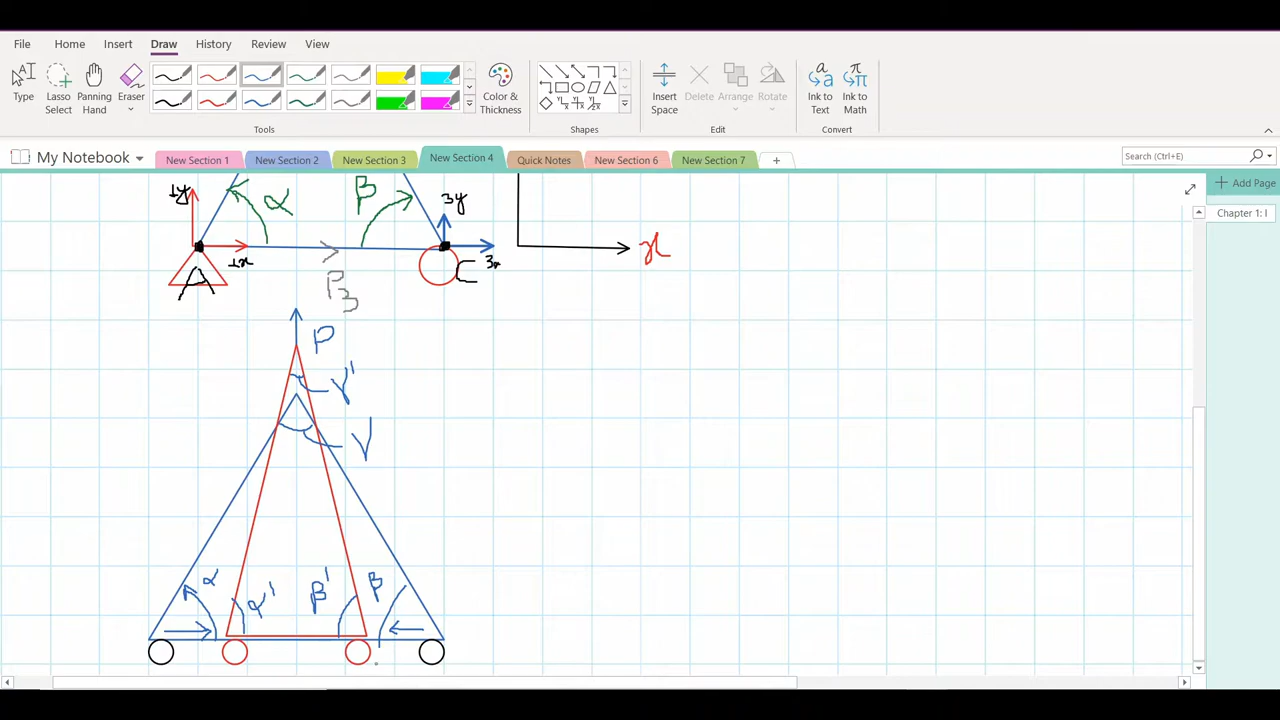 File Home Insert Draw History Review View
Type Lasso Select Panning Hand Eraser Color & Thickness Insert Space Delete Arrange Rotate Ink to Text Ink to Math
Tools Shapes Edit Convert
My Notebook New Section 1 New Section 2 New Section 3 New Section 4 Quick Notes New Section 6 New Section 7 Search (Ctrl+E)
Add Page
Chapter 1: I
1y α β 3y
1x 3x x
A P3 C
P
γ'
γ
α α' β' β